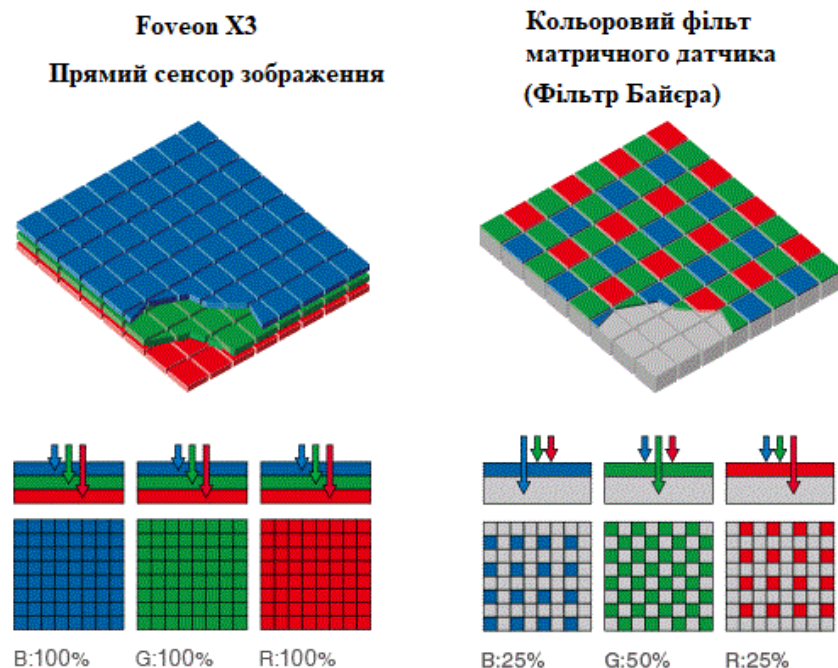 Foveon X3
Прямий сенсор зображення
Кольоровий фільт
матричного датчика
(Фільтр Байєра)
B:100%
G:100%
R:100%
B:25%
G:50%
R:25%